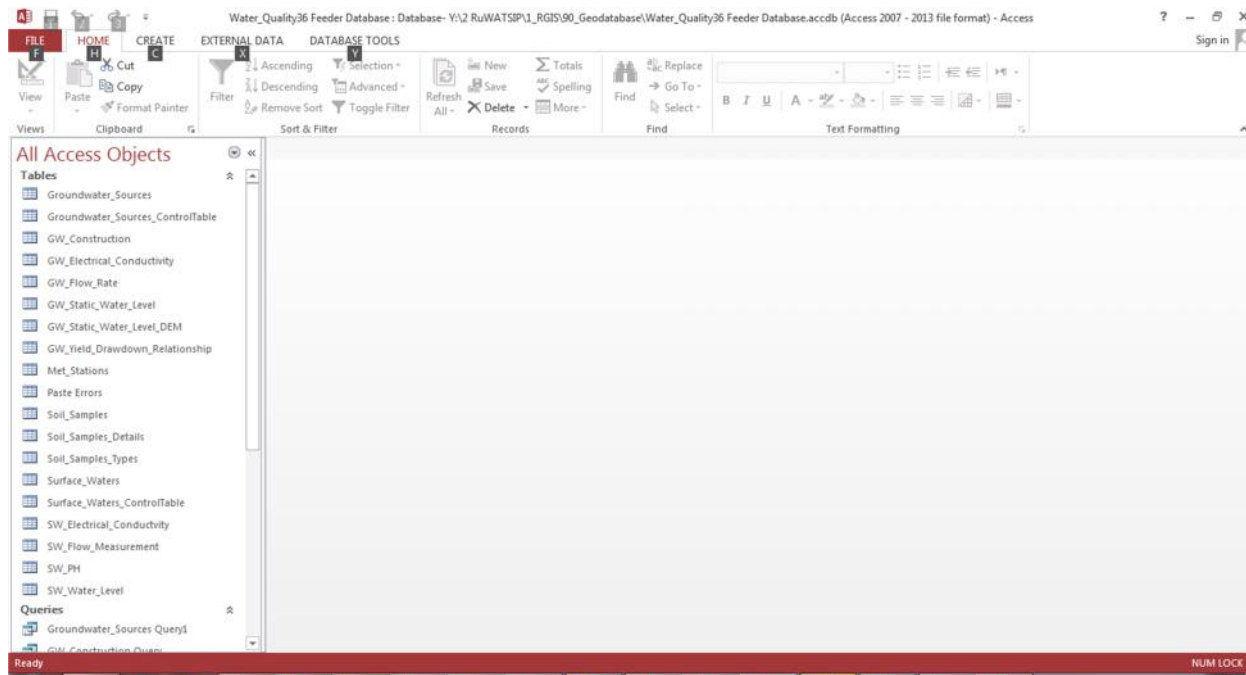 Water_Quality36 Feeder Database : Database- Y:\2 RuWATSIP\1_RGIS\90_Geodatabase\Water_Quality36 Feeder Database.accdb (Access 2007 - 2013 file format) - Access
FILE HOME CREATE EXTERNAL DATA DATABASE TOOLS Sign in
F H C X Y
View
Views
Paste
Cut
Copy
Format Painter
Clipboard
Filter
Ascending
Descending
Remove Sort
Selection
Advanced
Toggle Filter
Sort & Filter
Refresh
All
New
Save
Delete
Totals
Spelling
More
Records
Find
Replace
Go To
Select
Find
B I U A
Text Formatting
All Access Objects
Tables
Groundwater_Sources
Groundwater_Sources_ControlTable
GW_Construction
GW_Electrical_Conductivity
GW_Flow_Rate
GW_Static_Water_Level
GW_Static_Water_Level_DEM
GW_Yield_Drawdown_Relationship
Met_Stations
Paste Errors
Soil_Samples
Soil_Samples_Details
Soil_Samples_Types
Surface_Waters
Surface_Waters_ControlTable
SW_Electrical_Conductvity
SW_Flow_Measurement
SW_PH
SW_Water_Level
Queries
Groundwater_Sources Query1
GW_Construction Query
Ready
NUM LOCK